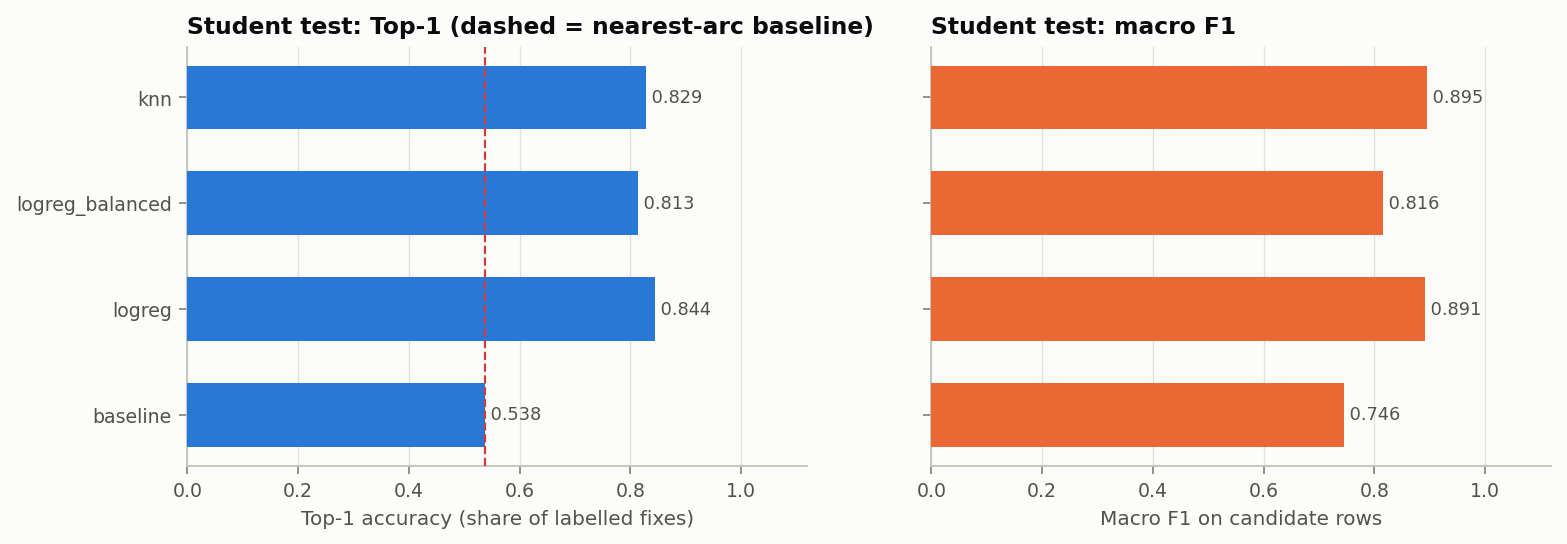 Student test: Top-1 (dashed = nearest-arc baseline)
knn
0.829
logreg_balanced
0.813
logreg
0.844
baseline
0.538
0.0 0.2 0.4 0.6 0.8 1.0
Top-1 accuracy (share of labelled fixes)
Student test: macro F1
0.895
0.816
0.891
0.746
0.0 0.2 0.4 0.6 0.8 1.0
Macro F1 on candidate rows